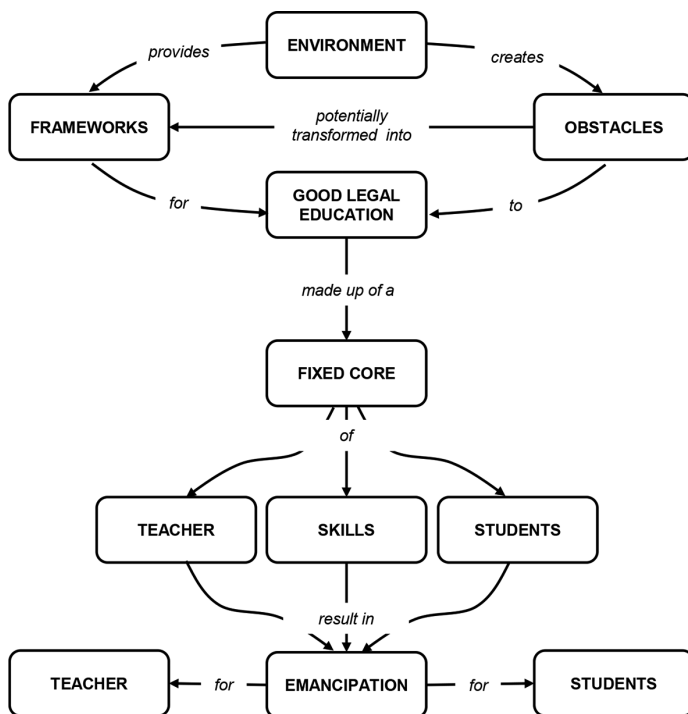 ENVIRONMENT
provides
creates
FRAMEWORKS
potentially
transformed into
OBSTACLES
GOOD LEGAL
EDUCATION
for
to
made up of a
FIXED CORE
of
TEACHER
SKILLS
STUDENTS
result in
TEACHER
for
EMANCIPATION
for
STUDENTS